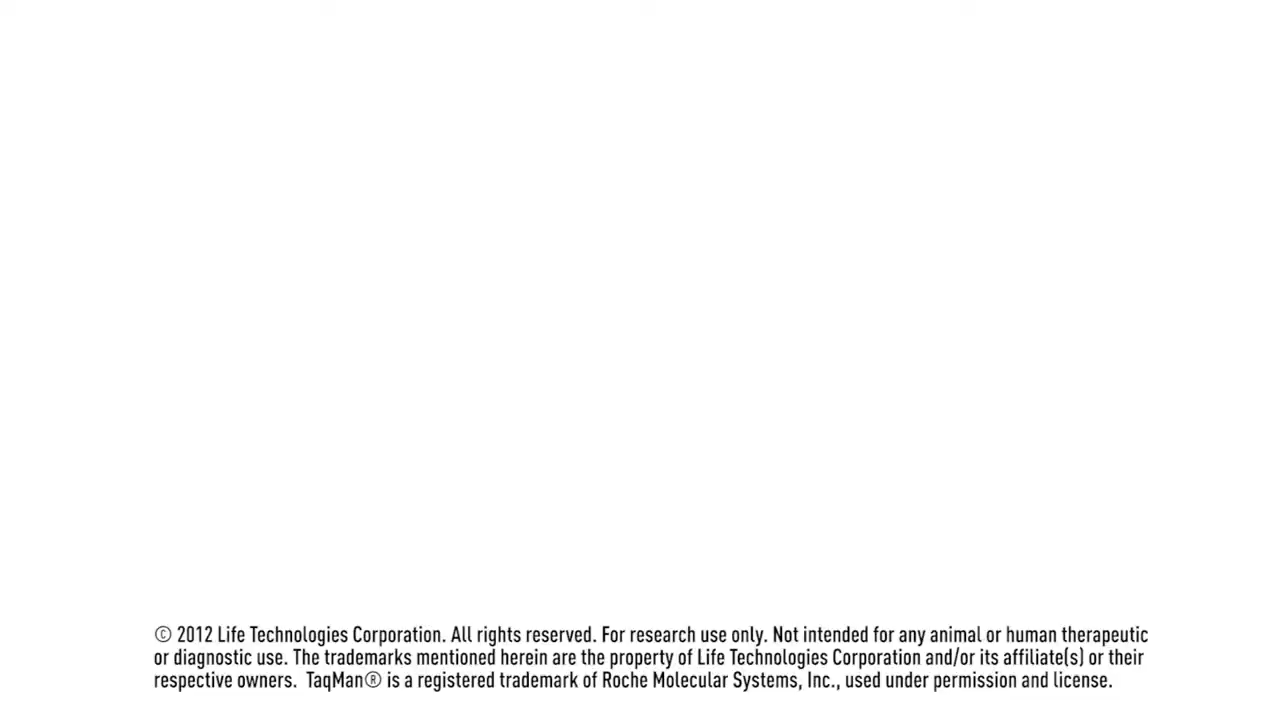 © 2012 Life Technologies Corporation. All rights reserved. For research use only. Not intended for any animal or human therapeutic
or diagnostic use. The trademarks mentioned herein are the property of Life Technologies Corporation and/or its affiliate(s) or their
respective owners.  TaqMan® is a registered trademark of Roche Molecular Systems, Inc., used under permission and license.